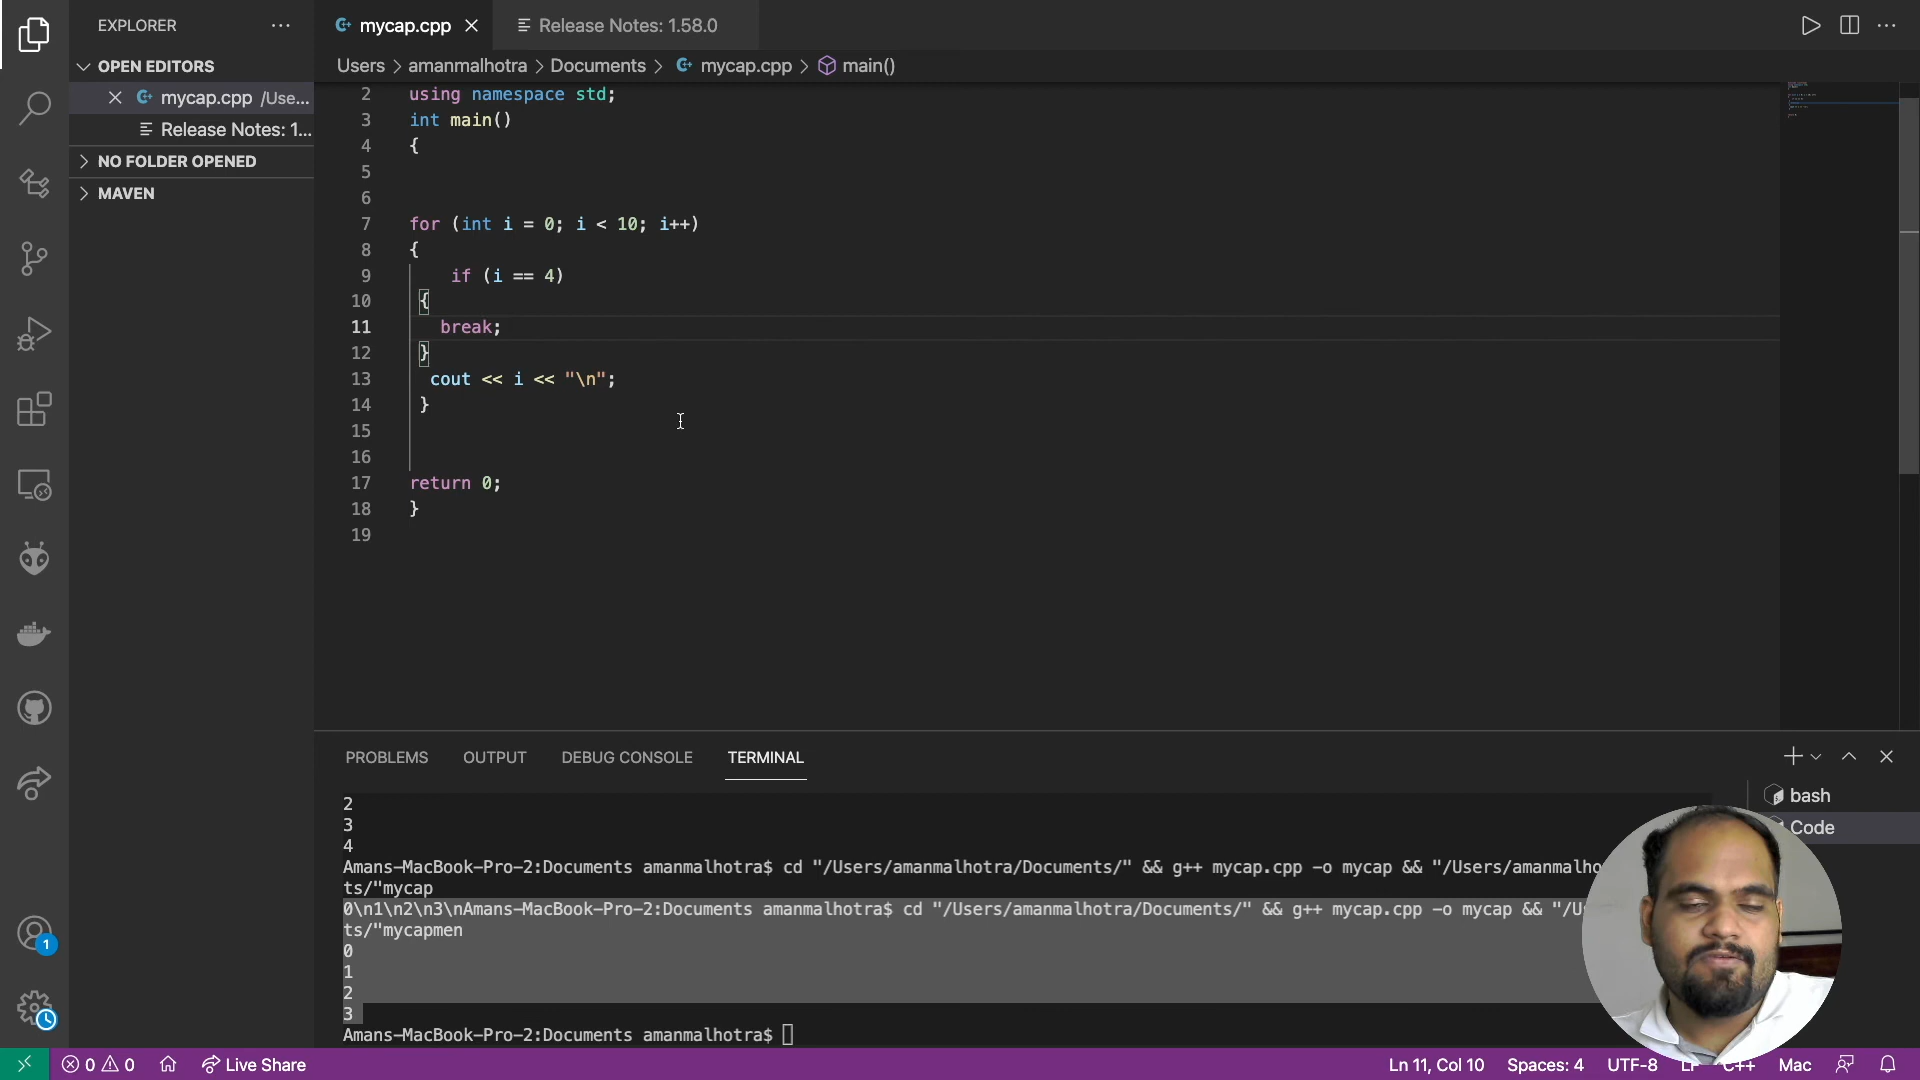 EXPLORER
OPEN EDITORS
mycap.cpp /Use...
Release Notes: 1...
NO FOLDER OPENED
MAVEN
mycap.cpp
Release Notes: 1.58.0
Users > amanmalhotra > Documents > mycap.cpp > main()
2 using namespace std;
3 int main()
4 {
5
6
7 for (int i = 0; i < 10; i++)
8 {
9 if (i == 4)
10 {
11 break;
12 }
13 cout << i << "\n";
14 }
15
16
17 return 0;
18 }
19
PROBLEMS OUTPUT DEBUG CONSOLE TERMINAL
bash
Code
2
3
4
Amans-MacBook-Pro-2:Documents amanmalhotra$ cd "/Users/amanmalhotra/Documents/" && g++ mycap.cpp -o mycap && "/Users/amanmalho
ts/"mycap
0\n1\n2\n3\nAmans-MacBook-Pro-2:Documents amanmalhotra$ cd "/Users/amanmalhotra/Documents/" && g++ mycap.cpp -o mycap && "/U
ts/"mycapmen
0
1
2
3
Amans-MacBook-Pro-2:Documents amanmalhotra$
1
0 0 Live Share
Ln 11, Col 10 Spaces: 4 UTF-8 LF C++ Mac